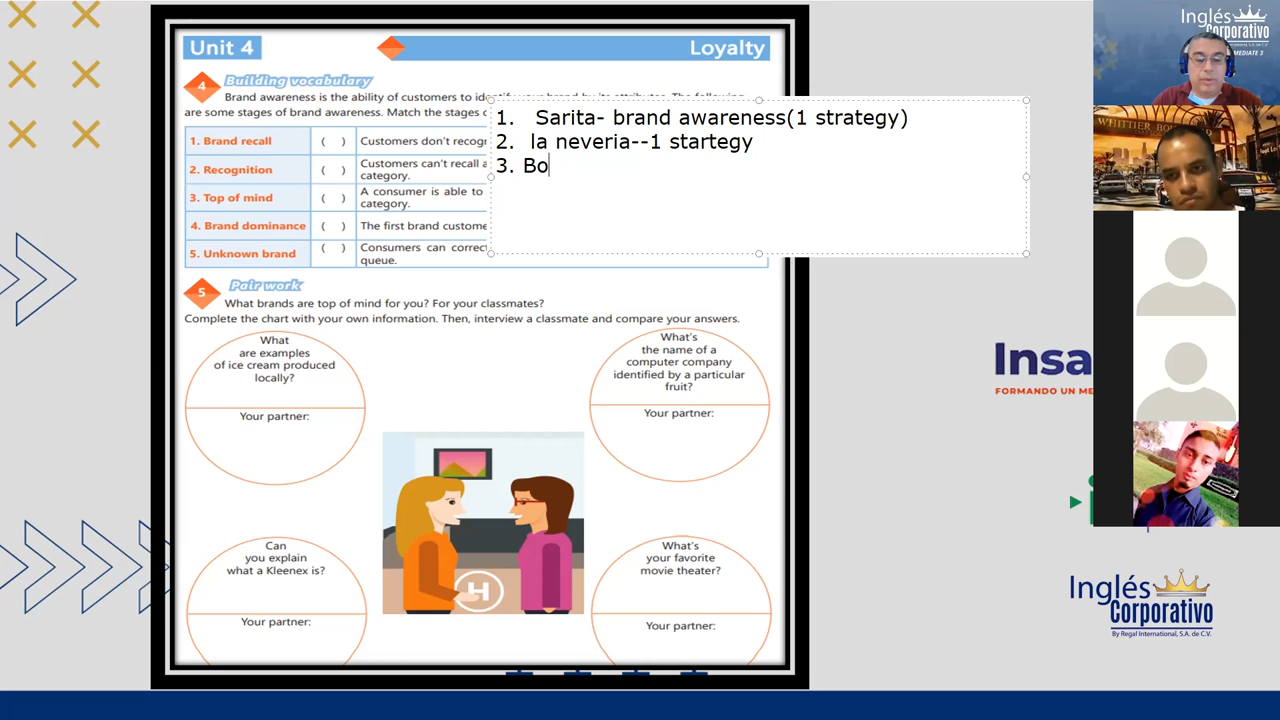 Unit 4
Loyalty
4
Building vocabulary
Brand awareness is the ability of customers to
are some stages of brand awareness. Match the stages
1. Brand recall ( ) Customers don't
2. Recognition ( ) Customers can't recall
category.
3. Top of mind ( ) A consumer is able to
category.
4. Brand dominance ( ) The first brand
5. Unknown brand ( ) Consumers can
queue.
1. Sarita- brand awareness(1 strategy)
2. la neveria--1 startegy
3. Bo
5
Pair work
What brands are top of mind for you? For your classmates?
Complete the chart with your own information. Then, interview a classmate and compare your answers.
What
are examples
of ice cream produced
locally?
Your partner:
What's
the name of a
computer company
identified by a particular
fruit?
Your partner:
Can
you explain
what a Kleenex is?
Your partner:
What's
your favorite
movie theater?
Your partner:
H
Inglés
Corporativo
By Regal International, S.A. de C.V.
Insa
FORMANDO UN ME
Inglés
Corporativo
By Regal International, S.A. de C.V.
WHITTIER